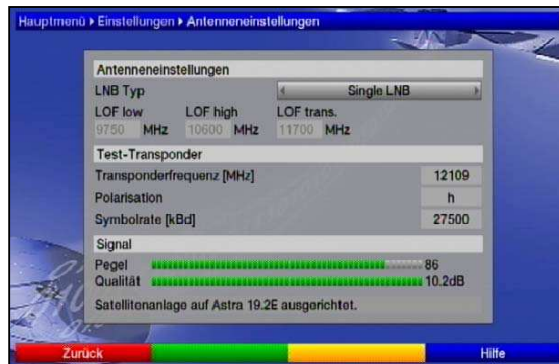 Hauptmenü ▸ Einstellungen ▸ Antenneneinstellungen
Antenneneinstellungen
LNB Typ Single LNB
LOF low LOF high LOF trans.
9750 MHz 10600 MHz 11700 MHz
Test-Transponder
Transponderfrequenz [MHz] 12109
Polarisation h
Symbolrate [kBd] 27500
Signal
Pegel 86
Qualität 10.2dB
Satellitenanlage auf Astra 19.2E ausgerichtet.
Zurück Hilfe